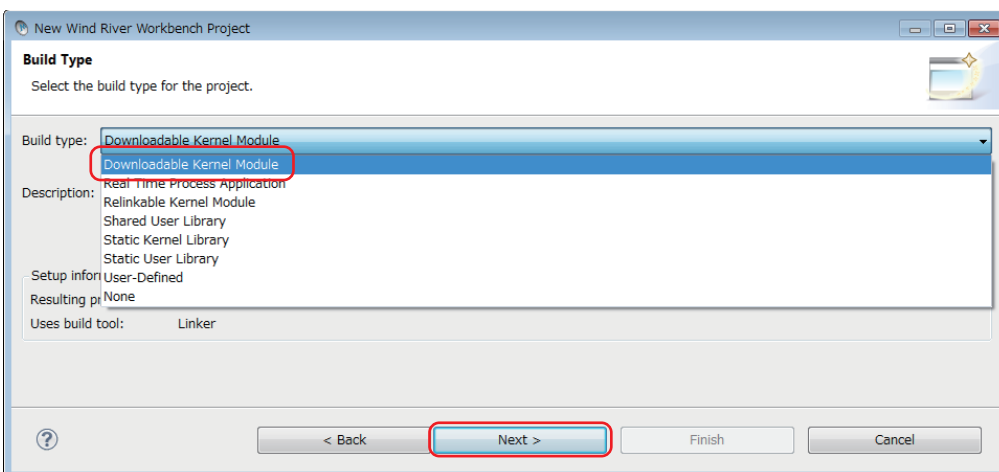 New Wind River Workbench Project
Build Type
Select the build type for the project.
Build type: Downloadable Kernel Module
Downloadable Kernel Module
Description: Real Time Process Application
Relinkable Kernel Module
Shared User Library
Static Kernel Library
Static User Library
Setup infor User-Defined
Resulting pr None
Uses build tool: Linker
< Back Next > Finish Cancel